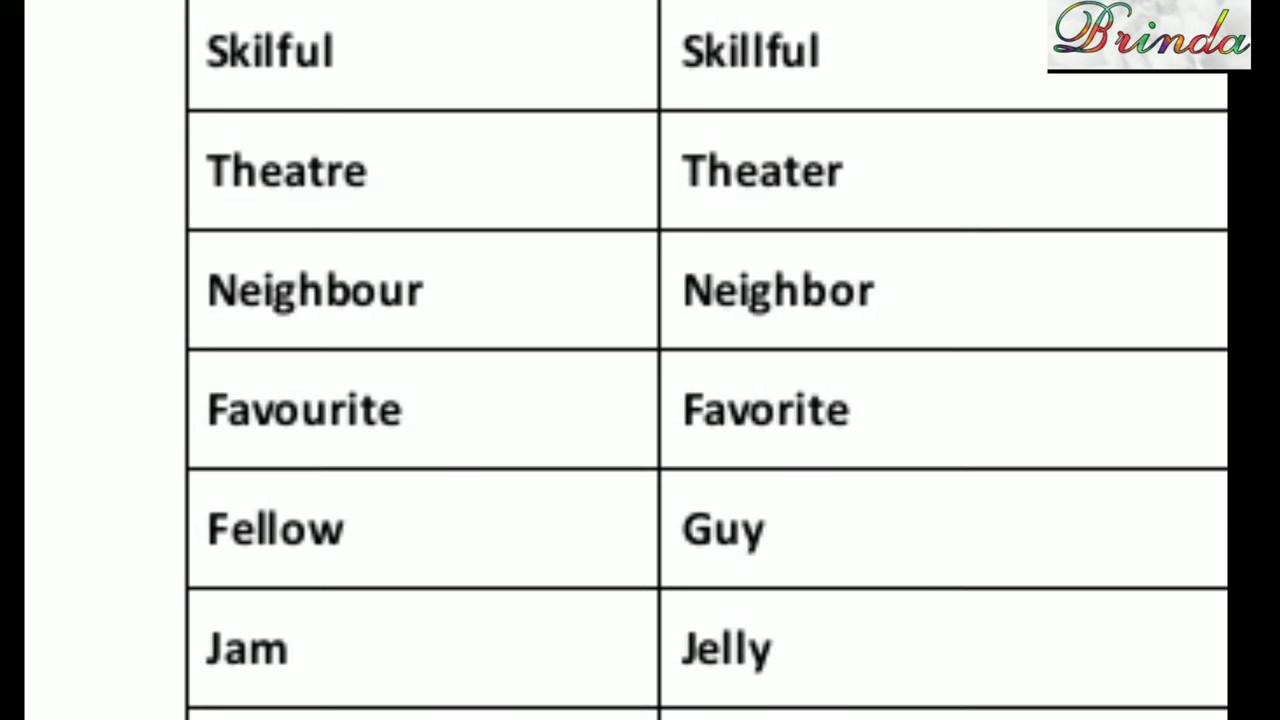 Brinda
Skilful Skillful
Theatre Theater
Neighbour Neighbor
Favourite Favorite
Fellow Guy
Jam Jelly